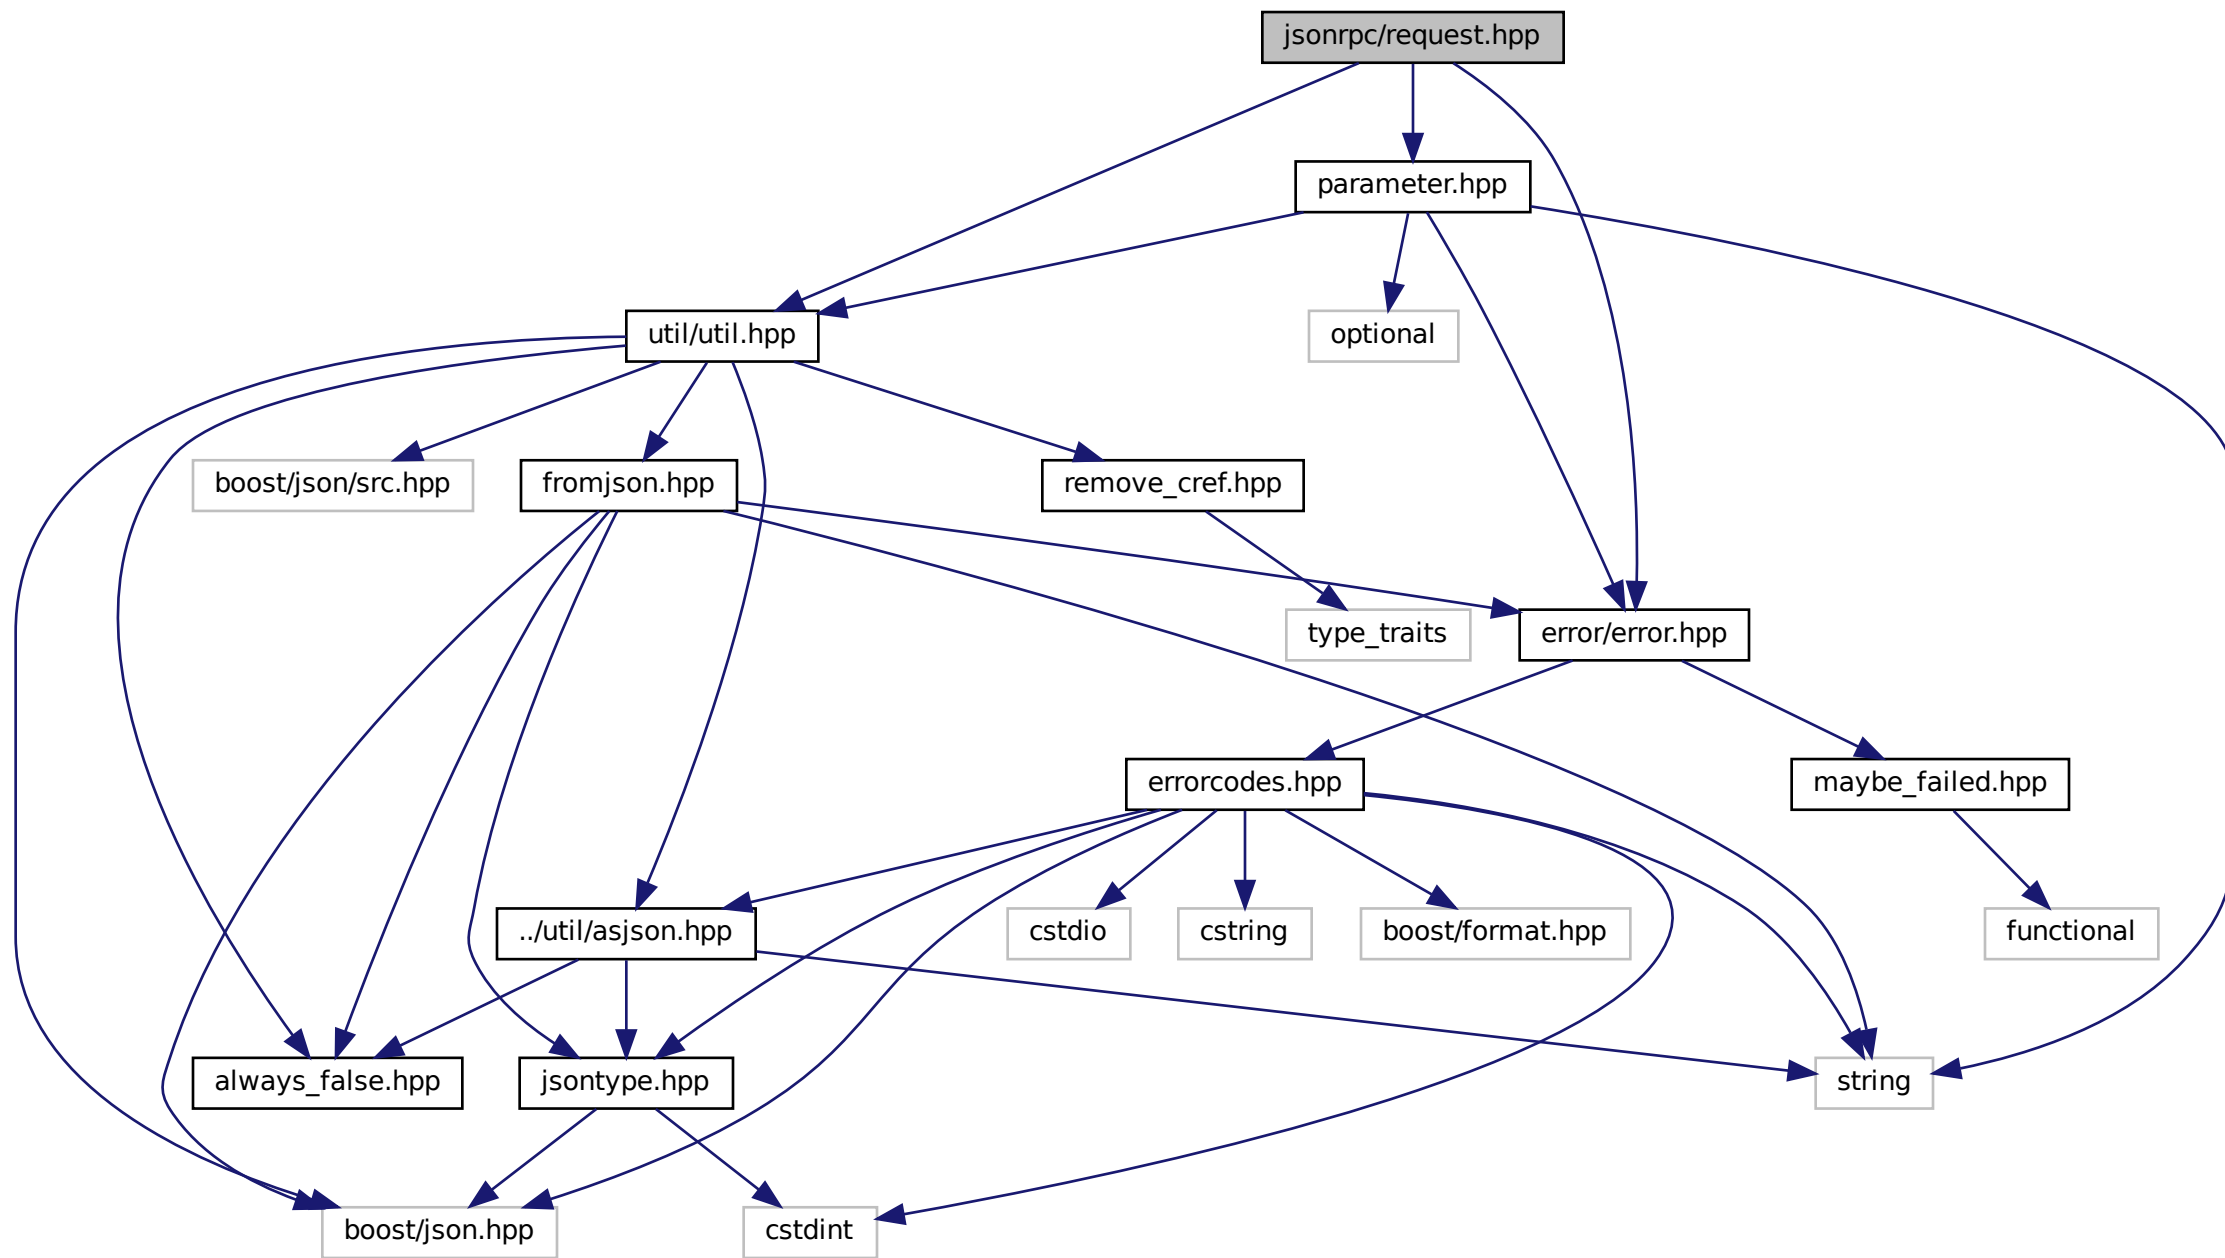 jsonrpc/request.hpp
parameter.hpp
util/util.hpp
optional
boost/json/src.hpp
fromjson.hpp
remove_cref.hpp
type_traits
error/error.hpp
errorcodes.hpp
maybe_failed.hpp
../util/asjson.hpp
cstdio
cstring
boost/format.hpp
functional
always_false.hpp
jsontype.hpp
string
boost/json.hpp
cstdint